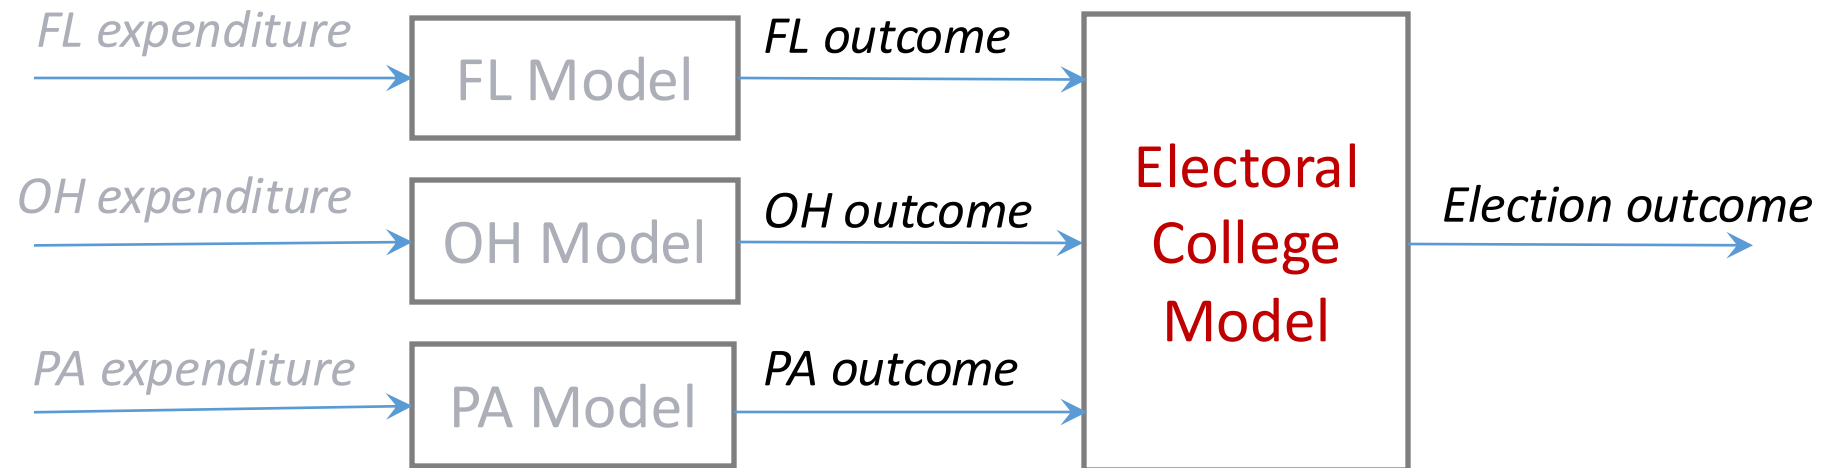 FL expenditure
FL Model
FL outcome
OH expenditure
OH Model
OH outcome
PA expenditure
PA Model
PA outcome
Electoral
College
Model
Election outcome